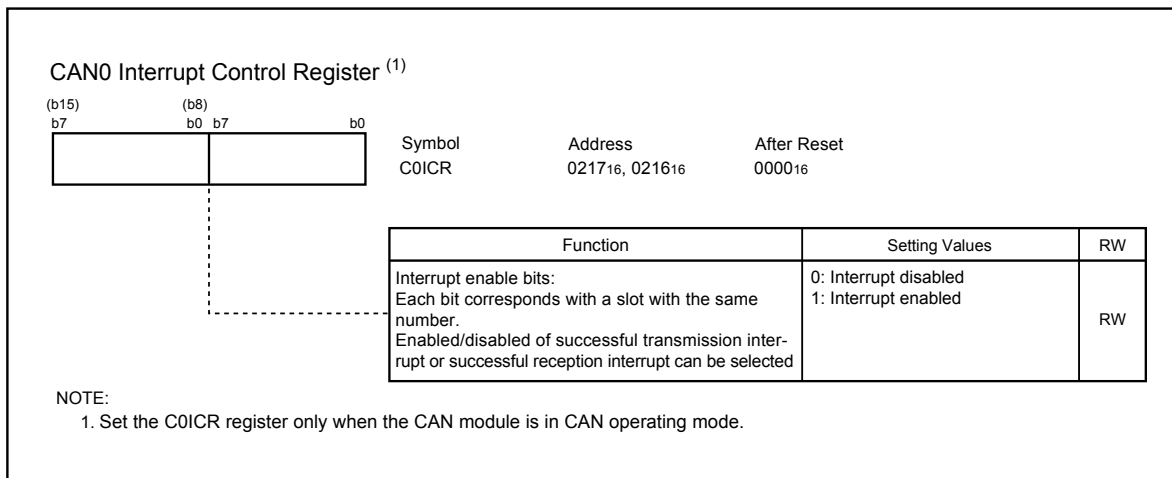 CAN0 Interrupt Control Register (1)
(b15) (b8)
b7 b0 b7 b0
Symbol Address After Reset
C0ICR 021716, 021616 000016
Function Setting Values RW
Interrupt enable bits:
Each bit corresponds with a slot with the same
number.
Enabled/disabled of successful transmission inter-
rupt or successful reception interrupt can be selected
0: Interrupt disabled
1: Interrupt enabled
RW
NOTE:
1. Set the C0ICR register only when the CAN module is in CAN operating mode.